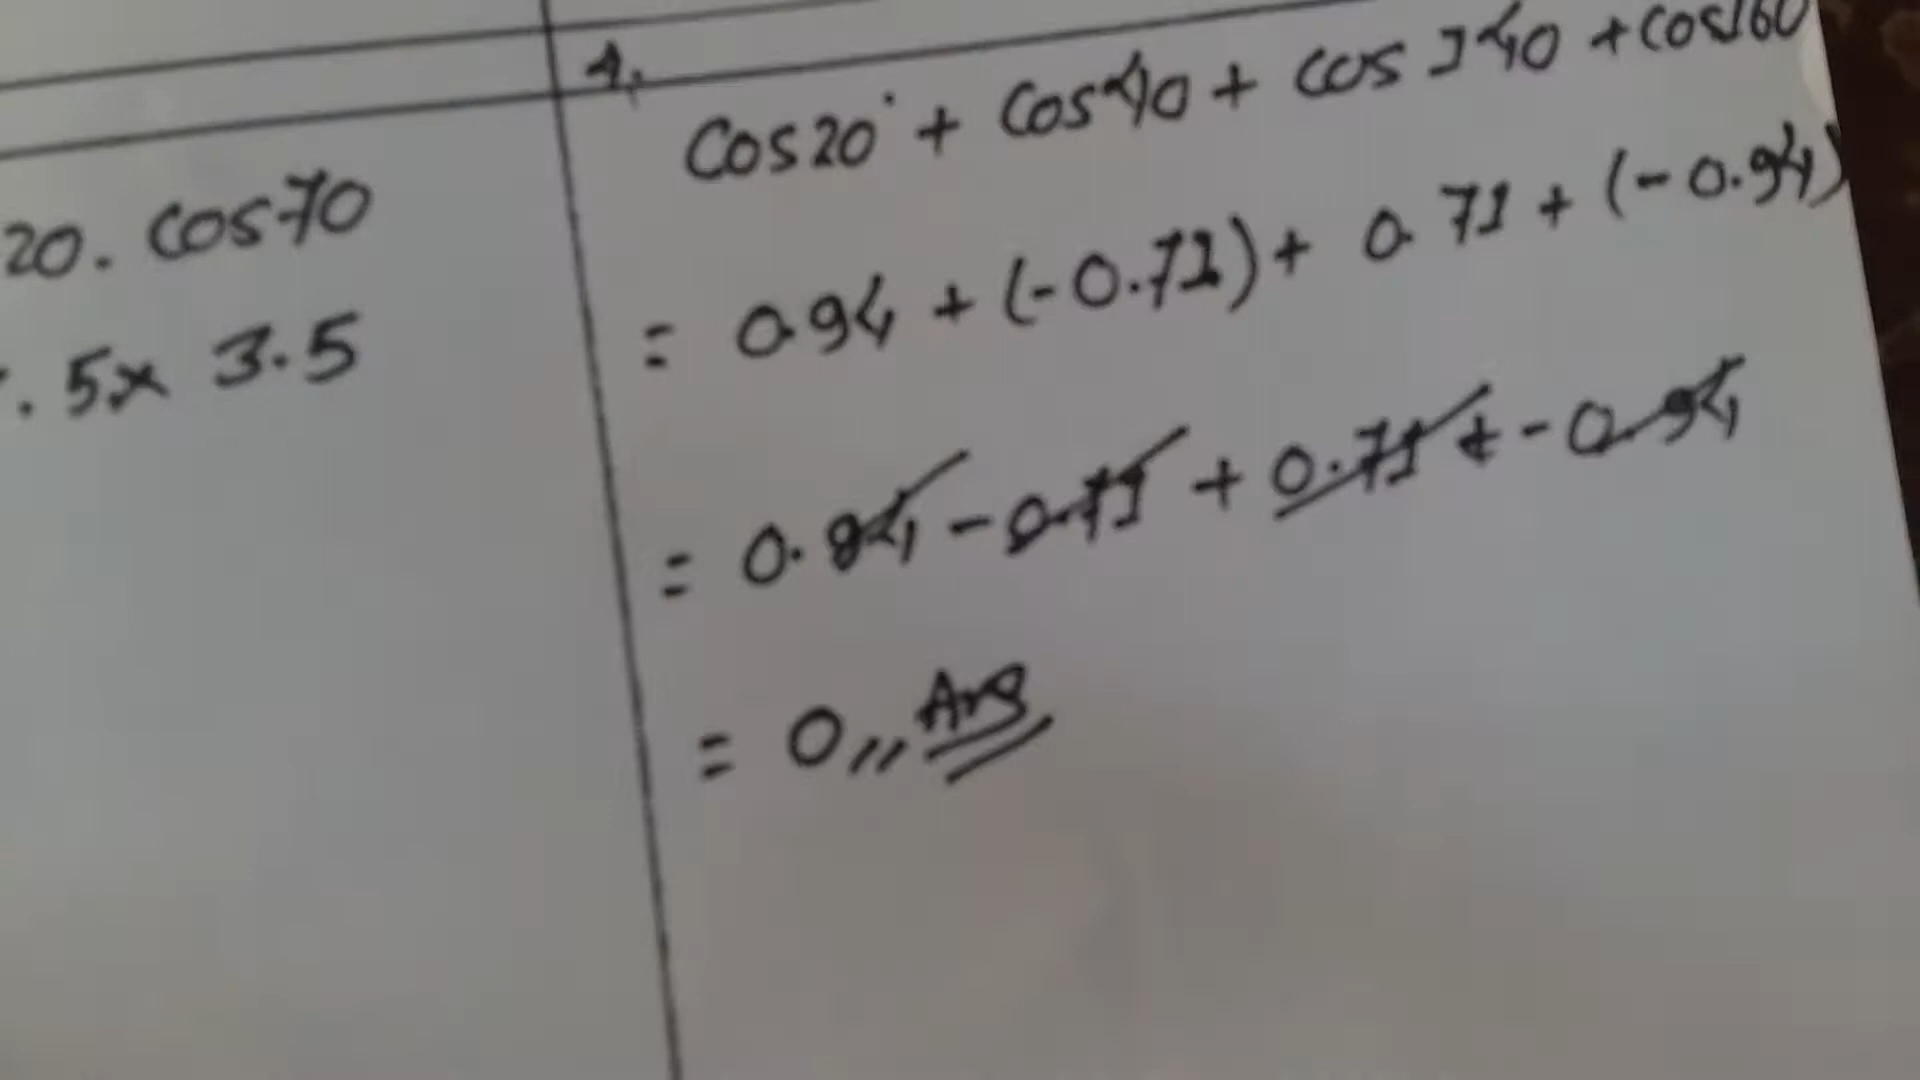 4.
Cos20° + Cos40 + Cos140 + Cos160
= 0.94 + (-0.71) + 0.71 + (-0.94)
= 0.94 - 0.71 + 0.71 + - 0.94
= 0,, Ans
20. Cos70
. 5x 3.5